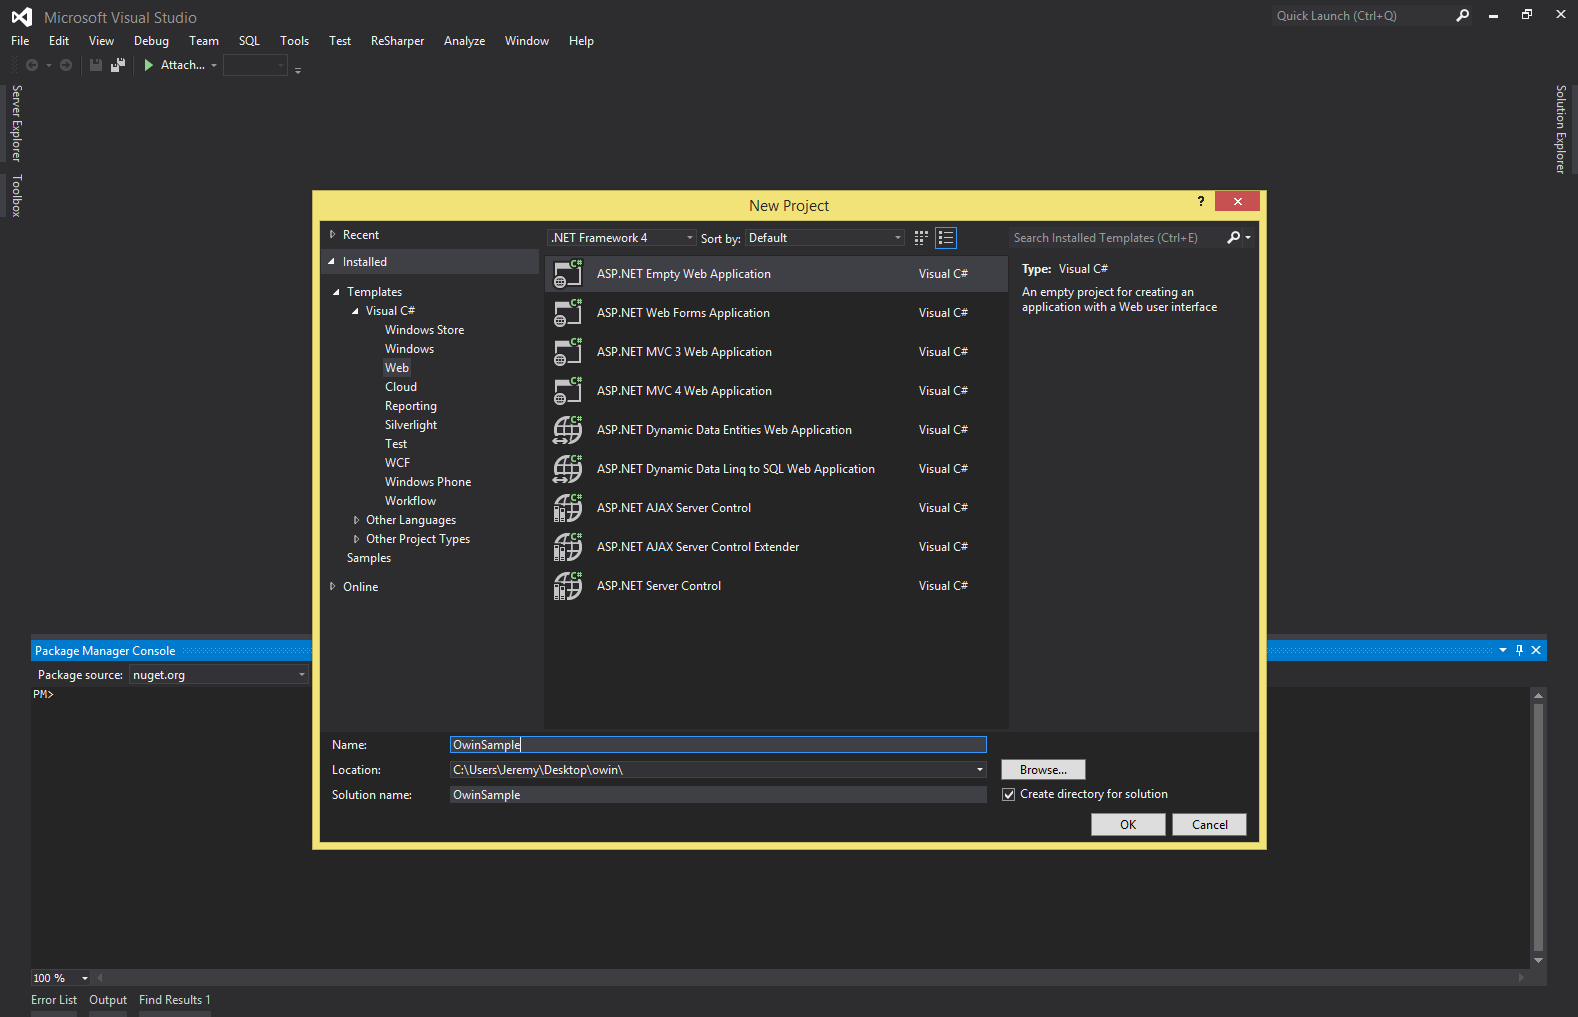 Microsoft Visual Studio
Quick Launch (Ctrl+Q)
File Edit View Debug Team SQL Tools Test ReSharper Analyze Window Help
Attach...
Server Explorer
Toolbox
Solution Explorer
New Project
?
Recent
Installed
Templates
Visual C#
Windows Store
Windows
Web
Cloud
Reporting
Silverlight
Test
WCF
Windows Phone
Workflow
Other Languages
Other Project Types
Samples
Online
.NET Framework 4 Sort by: Default
C# ASP.NET Empty Web Application Visual C#
C# ASP.NET Web Forms Application Visual C#
C# ASP.NET MVC 3 Web Application Visual C#
C# ASP.NET MVC 4 Web Application Visual C#
C# ASP.NET Dynamic Data Entities Web Application Visual C#
C# ASP.NET Dynamic Data Linq to SQL Web Application Visual C#
C# ASP.NET AJAX Server Control Visual C#
C# ASP.NET AJAX Server Control Extender Visual C#
C# ASP.NET Server Control Visual C#
Search Installed Templates (Ctrl+E)
Type: Visual C#
An empty project for creating an
application with a Web user interface
Name: OwinSample
Location: C:\Users\Jeremy\Desktop\owin\ Browse...
Solution name: OwinSample
Create directory for solution
OK Cancel
Package Manager Console
Package source: nuget.org
PM>
100 %
Error List Output Find Results 1